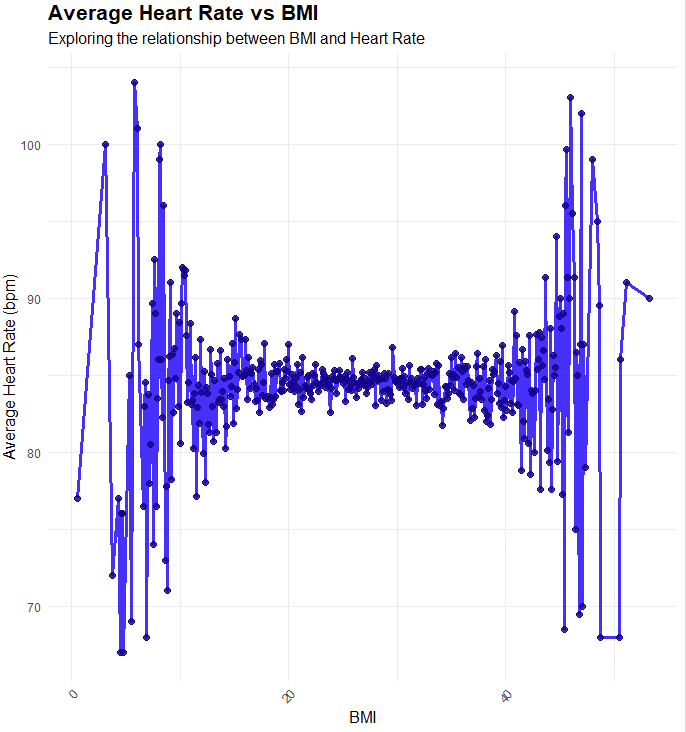 Average Heart Rate vs BMI
Exploring the relationship between BMI and Heart Rate
Average Heart Rate (bpm)
100
90
80
70
0
20
40
BMI